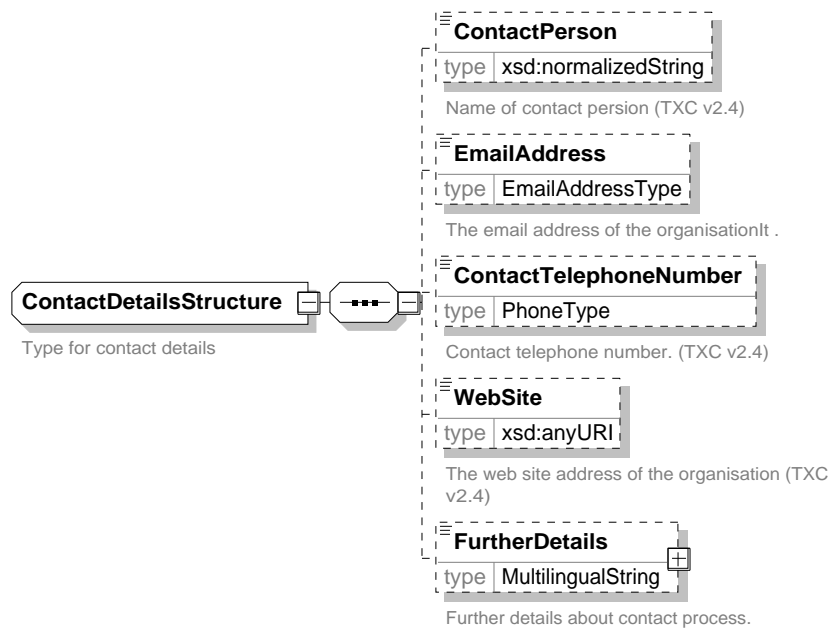 ContactPerson
type xsd:normalizedString
Name of contact persion (TXC v2.4)
EmailAddress
type EmailAddressType
The email address of the organisationIt .
ContactTelephoneNumber
type PhoneType
Contact telephone number. (TXC v2.4)
ContactDetailsStructure
Type for contact details
WebSite
type xsd:anyURI
The web site address of the organisation (TXC
v2.4)
FurtherDetails
type MultilingualString
Further details about contact process.